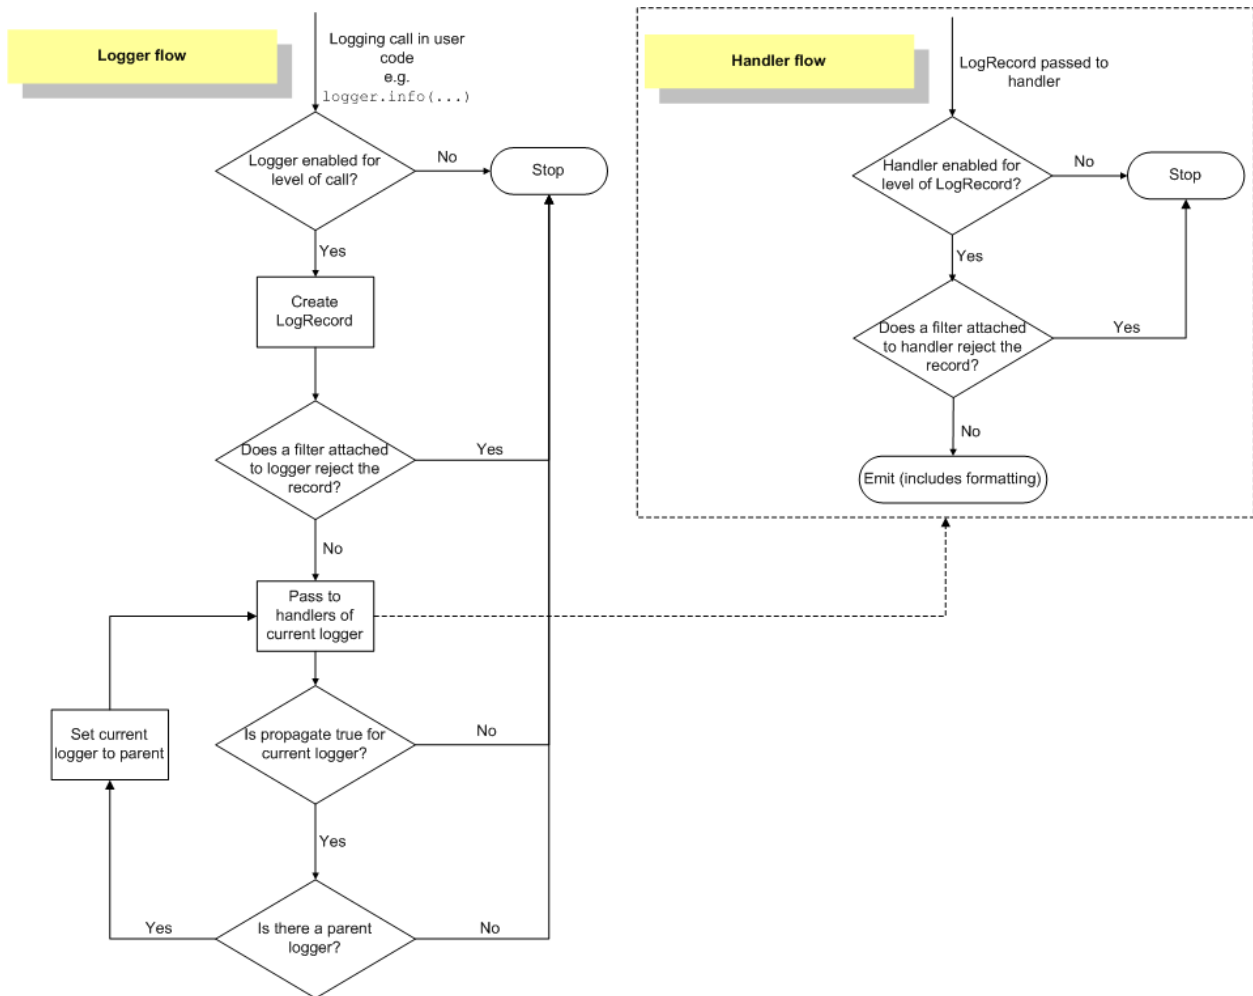 Logger flow
Logging call in user
code
e.g.
logger.info(...)
Logger enabled for
level of call?
No
Stop
Yes
Create
LogRecord
Does a filter attached
to logger reject the
record?
Yes
No
Pass to
handlers of
current logger
Is propagate true for
current logger?
No
Set current
logger to parent
Yes
Is there a parent
logger?
Yes
No
Handler flow
LogRecord passed to
handler
Handler enabled for
level of LogRecord?
No
Stop
Yes
Does a filter attached
to handler reject the
record?
Yes
No
Emit (includes formatting)